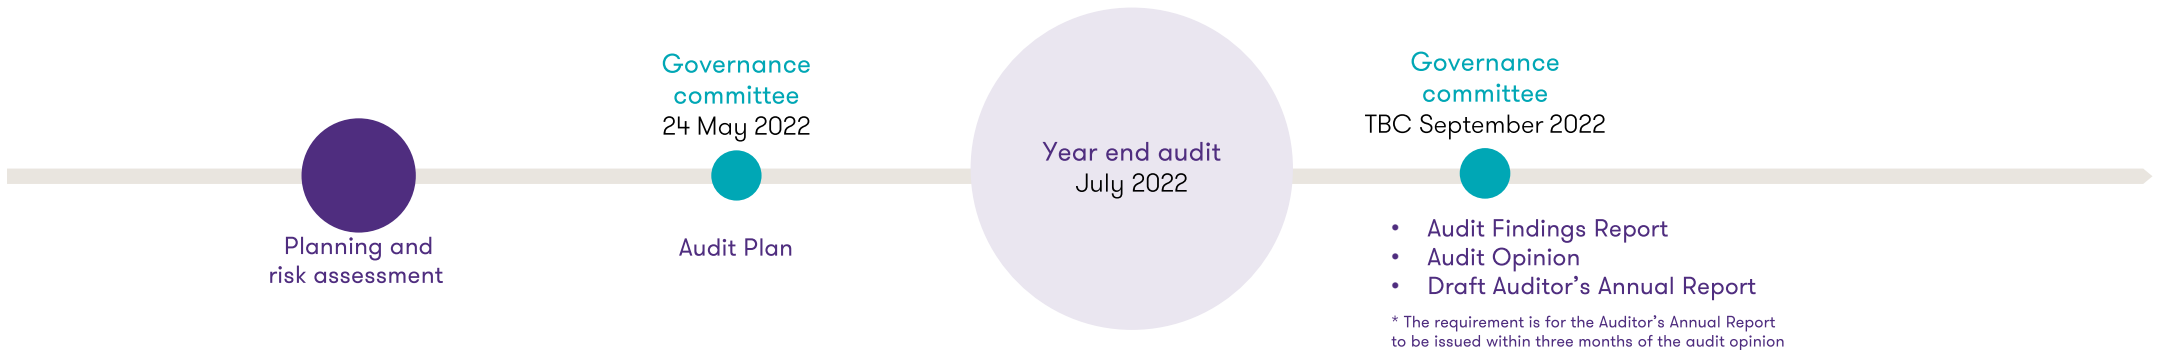 Planning and
risk assessment
Governance
committee
24 May 2022
Audit Plan
Year end audit
July 2022
Governance
committee
TBC September 2022
• Audit Findings Report
• Audit Opinion
• Draft Auditor’s Annual Report
* The requirement is for the Auditor’s Annual Report
to be issued within three months of the audit opinion